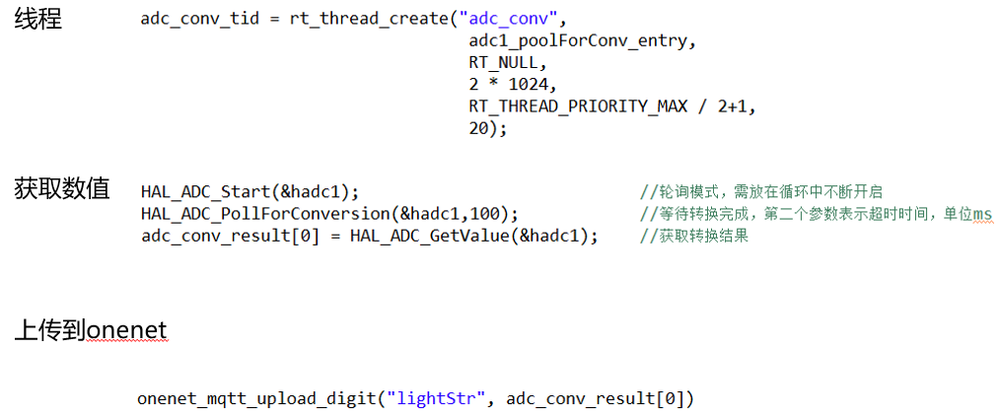 线程 adc_conv_tid = rt_thread_create("adc_conv",
adc1_poolForConv_entry,
RT_NULL,
2 * 1024,
RT_THREAD_PRIORITY_MAX / 2+1,
20);
获取数值 HAL_ADC_Start(&hadc1); //轮询模式，需放在循环中不断开启
HAL_ADC_PollForConversion(&hadc1,100); //等待转换完成，第二个参数表示超时时间，单位ms
adc_conv_result[0] = HAL_ADC_GetValue(&hadc1); //获取转换结果
上传到onenet
onenet_mqtt_upload_digit("lightStr", adc_conv_result[0])